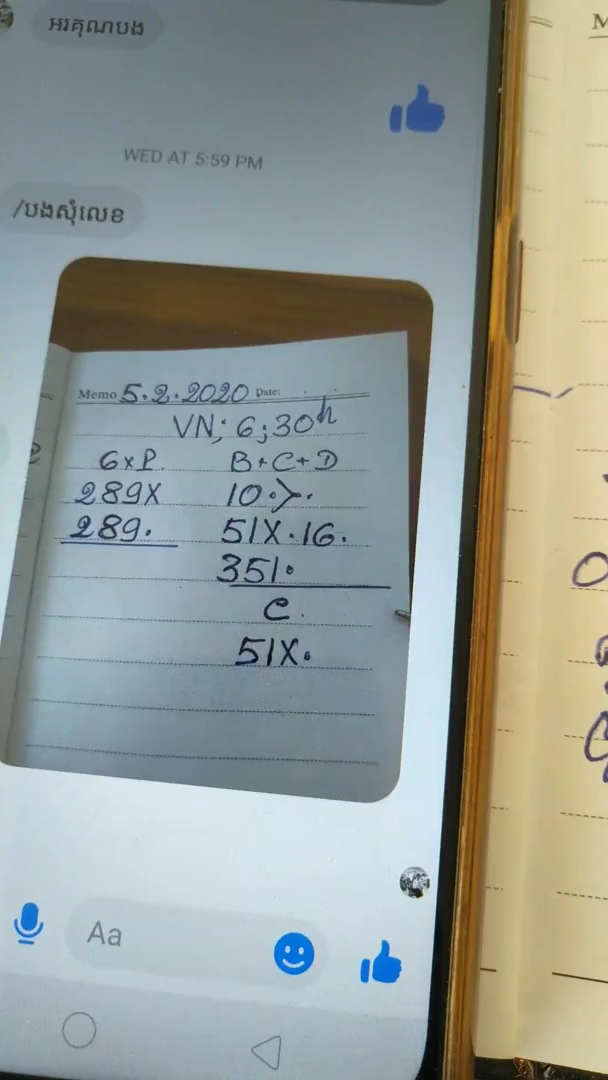 អរគុណបង
WED AT 5:59 PM
/បងសុំលេខ
Memo 5.2.2020 Date:
VN; 6;30h
6xP. B+C+D
289X 10.>.
289. 51X.16.
351.
C.
51X.
Aa